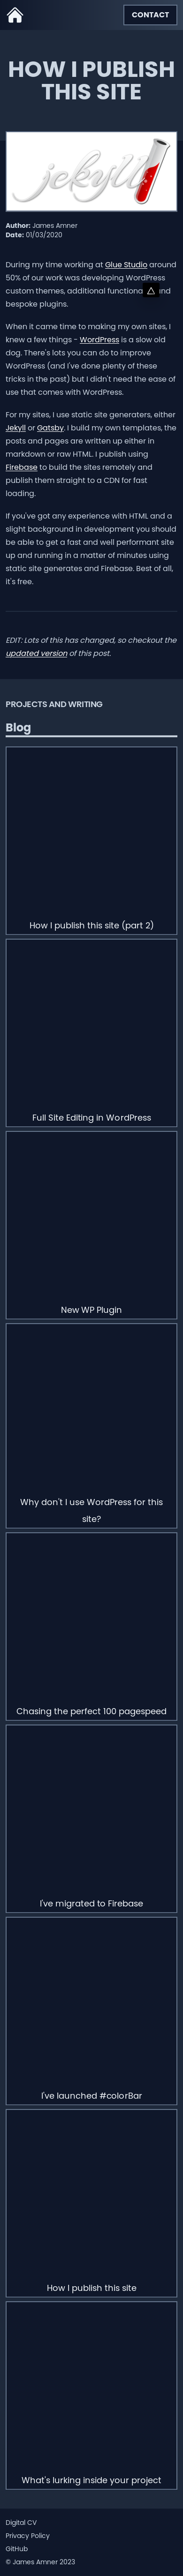 CONTACT
HOW I PUBLISH
THIS SITE
Jekyll
Author: James Amner
Date: 01/03/2020
During my time working at Glue Studio around
50% of our work was developing WordPress
custom themes, additional functiona nd
bespoke plugins.
When it came time to making my own sites, I
knew a few things - WordPress is a slow old
dog. There's lots you can do to improve
WordPress (and I've done plenty of these
tricks in the past) but I didn't need the ease of
use that comes with WordPress.
For my sites, I use static site generaters, either
Jekyll or Gatsby. I build my own templates, the
posts and pages are written up either in
markdown or raw HTML. I publish using
Firebase to build the sites remotely and
publish them straight to a CDN for fast
loading.
If you've got any experience with HTML and a
slight background in development you should
be able to get a fast and well performant site
up and running in a matter of minutes using
static site generates and Firebase. Best of all,
it's free.
EDIT: Lots of this has changed, so checkout the
updated version of this post.
PROJECTS AND WRITING
Blog
How I publish this site (part 2)
Full Site Editing in WordPress
New WP Plugin
Why don't I use WordPress for this
site?
Chasing the perfect 100 pagespeed
I've migrated to Firebase
I've launched #colorBar
How I publish this site
What's lurking inside your project
Digital CV
Privacy Policy
GitHub
© James Amner 2023